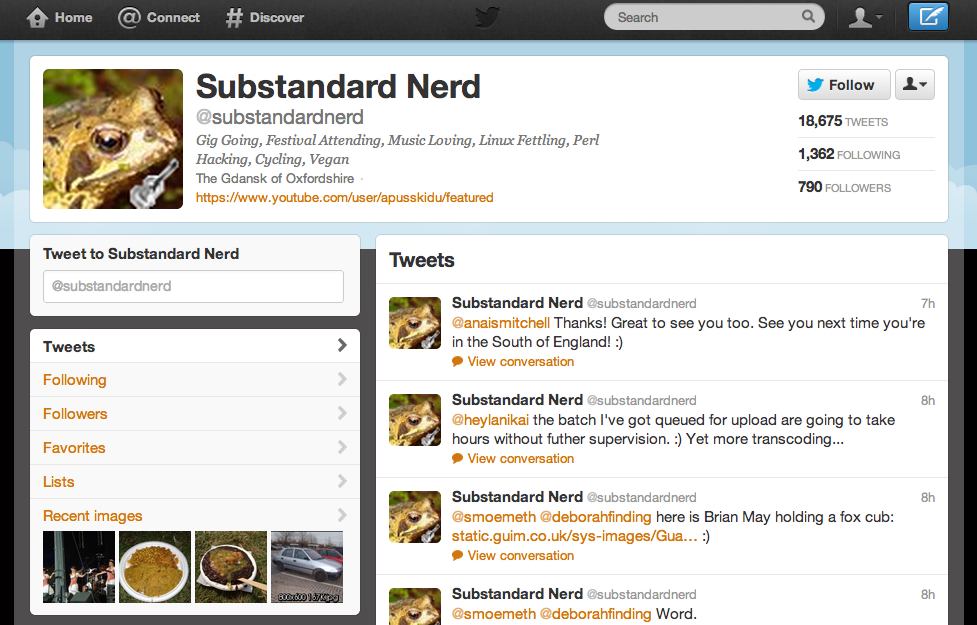 Home
Connect
Discover
Search
Substandard Nerd
@substandardnerd
Gig Going, Festival Attending, Music Loving, Linux Fettling, Perl
Hacking, Cycling, Vegan
The Gdansk of Oxfordshire ·
https://www.youtube.com/user/apusskidu/featured
Follow
18,675 TWEETS
1,362 FOLLOWING
790 FOLLOWERS
Tweet to Substandard Nerd
@substandardnerd
Tweets
Following
Followers
Favorites
Lists
Recent images
800x600 1.67K jpg
Tweets
Substandard Nerd @substandardnerd 7h
@anaismitchell Thanks! Great to see you too. See you next time you're
in the South of England! :)
View conversation
Substandard Nerd @substandardnerd 8h
@heylanikai the batch I've got queued for upload are going to take
hours without futher supervision. :) Yet more transcoding...
View conversation
Substandard Nerd @substandardnerd 8h
@smoemeth @deborahfinding here is Brian May holding a fox cub:
static.guim.co.uk/sys-images/Gua… :)
View conversation
Substandard Nerd @substandardnerd 8h
@smoemeth @deborahfinding Word.